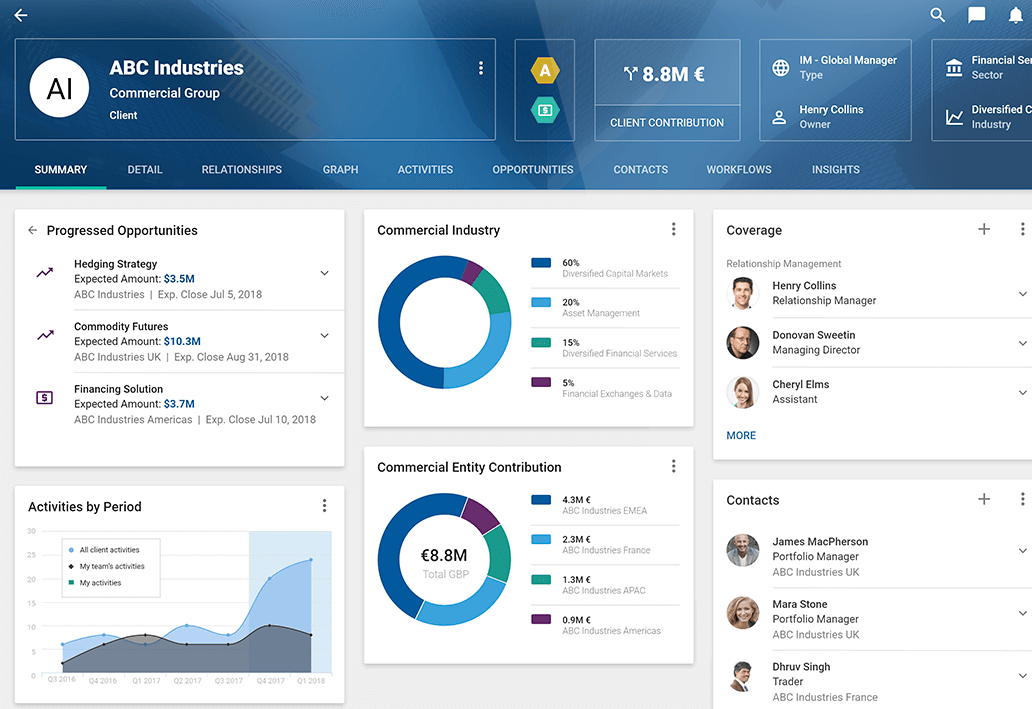 AI
ABC Industries
Commercial Group
Client
A
8.8M €
CLIENT CONTRIBUTION
IM - Global Manager
Type
Henry Collins
Owner
Financial Ser
Sector
Diversified C
Industry
SUMMARY DETAIL RELATIONSHIPS GRAPH ACTIVITIES OPPORTUNITIES CONTACTS WORKFLOWS INSIGHTS
Progressed Opportunities
Hedging Strategy
Expected Amount: $3.5M
ABC Industries | Exp. Close Jul 5, 2018
Commodity Futures
Expected Amount: $10.3M
ABC Industries UK | Exp. Close Aug 31, 2018
$
Financing Solution
Expected Amount: $3.7M
ABC Industries Americas | Exp. Close Jul 10, 2018
Activities by Period
30
25
20
15
10
5
0
All client activities
My team's activities
My activities
Q3 2016 Q4 2016 Q1 2017 Q2 2017 Q3 2017 Q4 2017 Q1 2018
Commercial Industry
60%
Diversified Capital Markets
20%
Asset Management
15%
Diversified Financial Services
5%
Financial Exchanges & Data
Commercial Entity Contribution
€8.8M
Total GBP
4.3M €
ABC Industries EMEA
2.3M €
ABC Industries France
1.3M €
ABC Industries APAC
0.9M €
ABC Industries Americas
Coverage
Relationship Management
Henry Collins
Relationship Manager
Donovan Sweetin
Managing Director
Cheryl Elms
Assistant
MORE
Contacts
James MacPherson
Portfolio Manager
ABC Industries UK
Mara Stone
Portfolio Manager
ABC Industries UK
Dhruv Singh
Trader
ABC Industries France